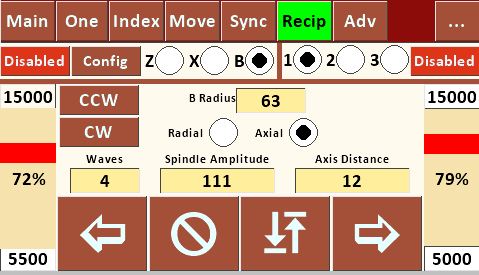 Main One Index Move Sync Recip Adv ...
Disabled Config Z X B 1 2 3 Disabled
15000 CCW B Radius 63 15000
CW Radial Axial
Waves Spindle Amplitude Axis Distance
72% 4 111 12 79%
5500 5000